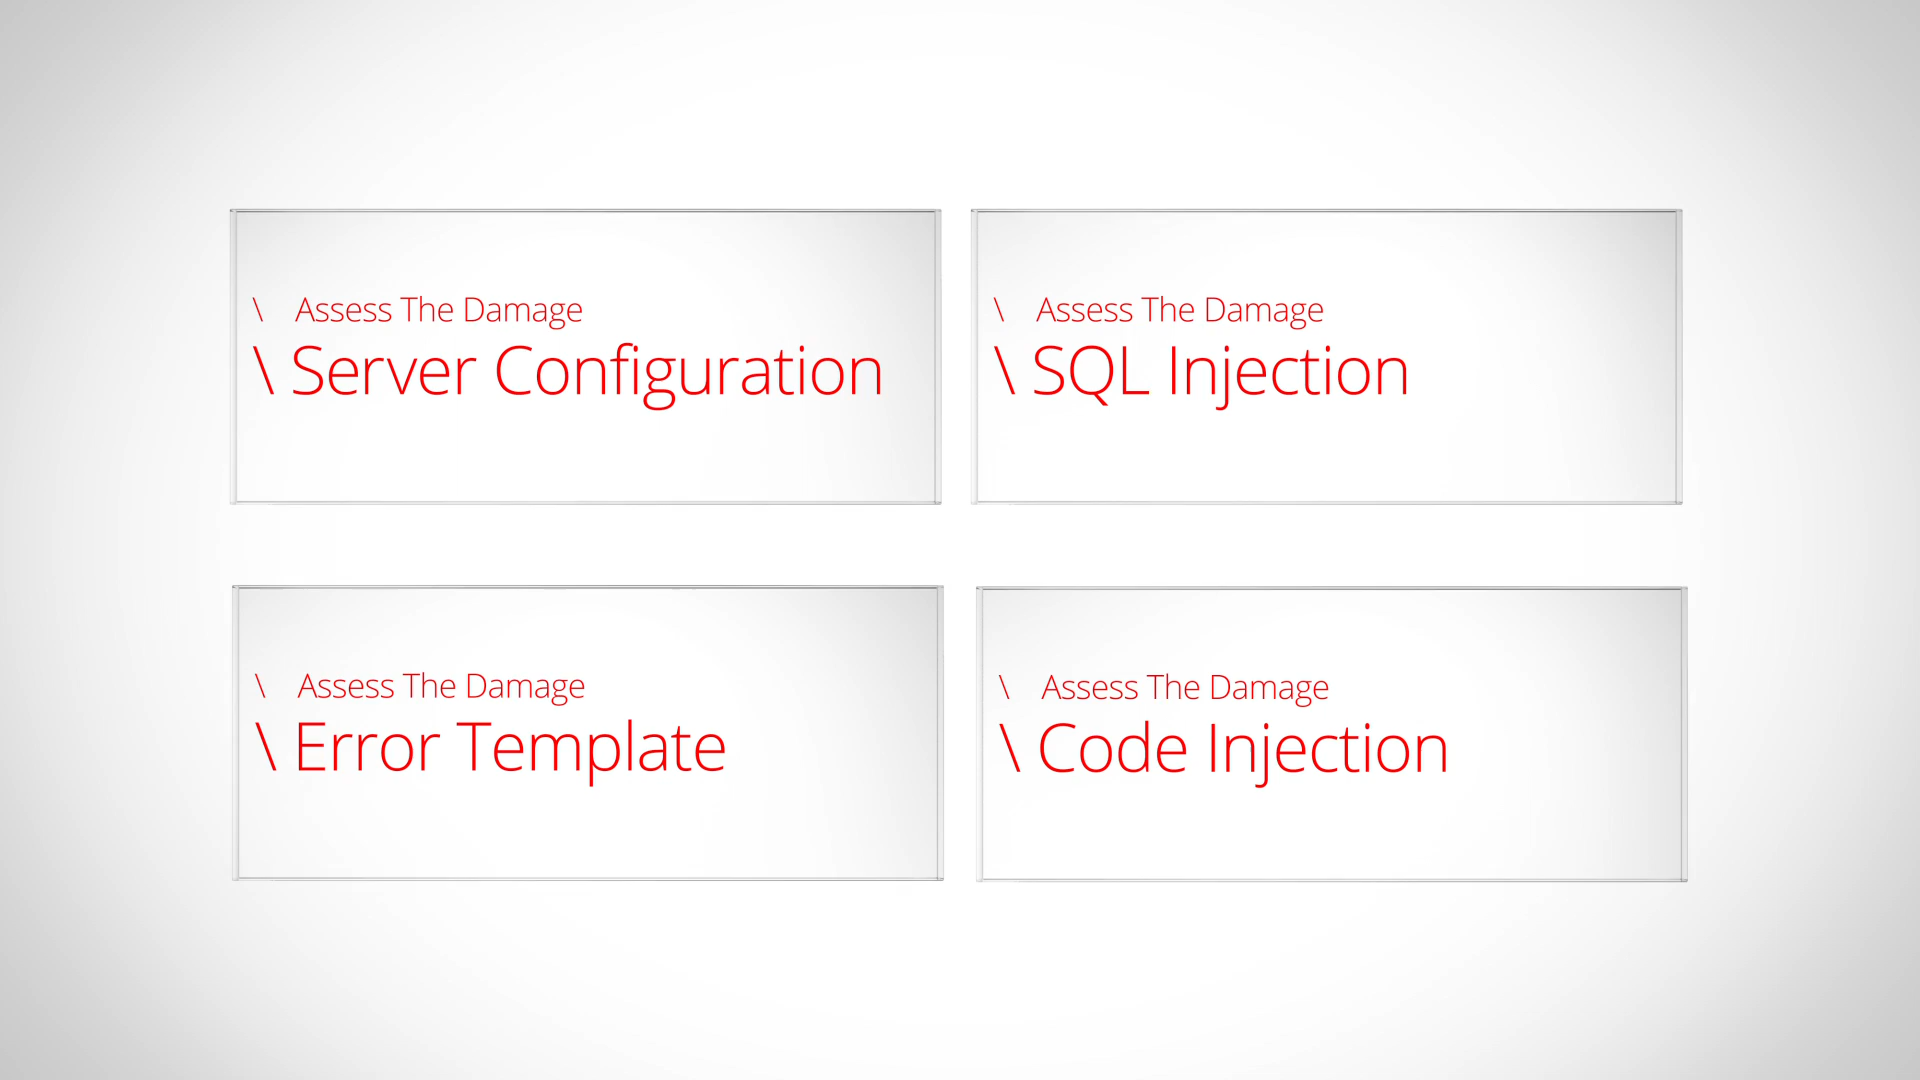 \ Assess The Damage
\ Server Configuration
\ Assess The Damage
\ SQL Injection
\ Assess The Damage
\ Error Template
\ Assess The Damage
\ Code Injection